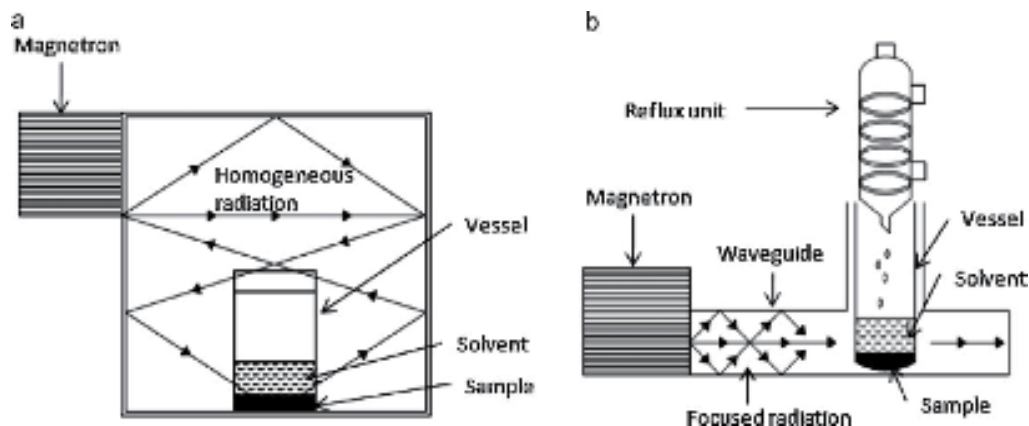 a
Magnetron
Homogeneous
radiation
Vessel
Solvent
Sample
b
Reflux unit
Magnetron
Waveguide
Vessel
Solvent
Focused radiation
Sample